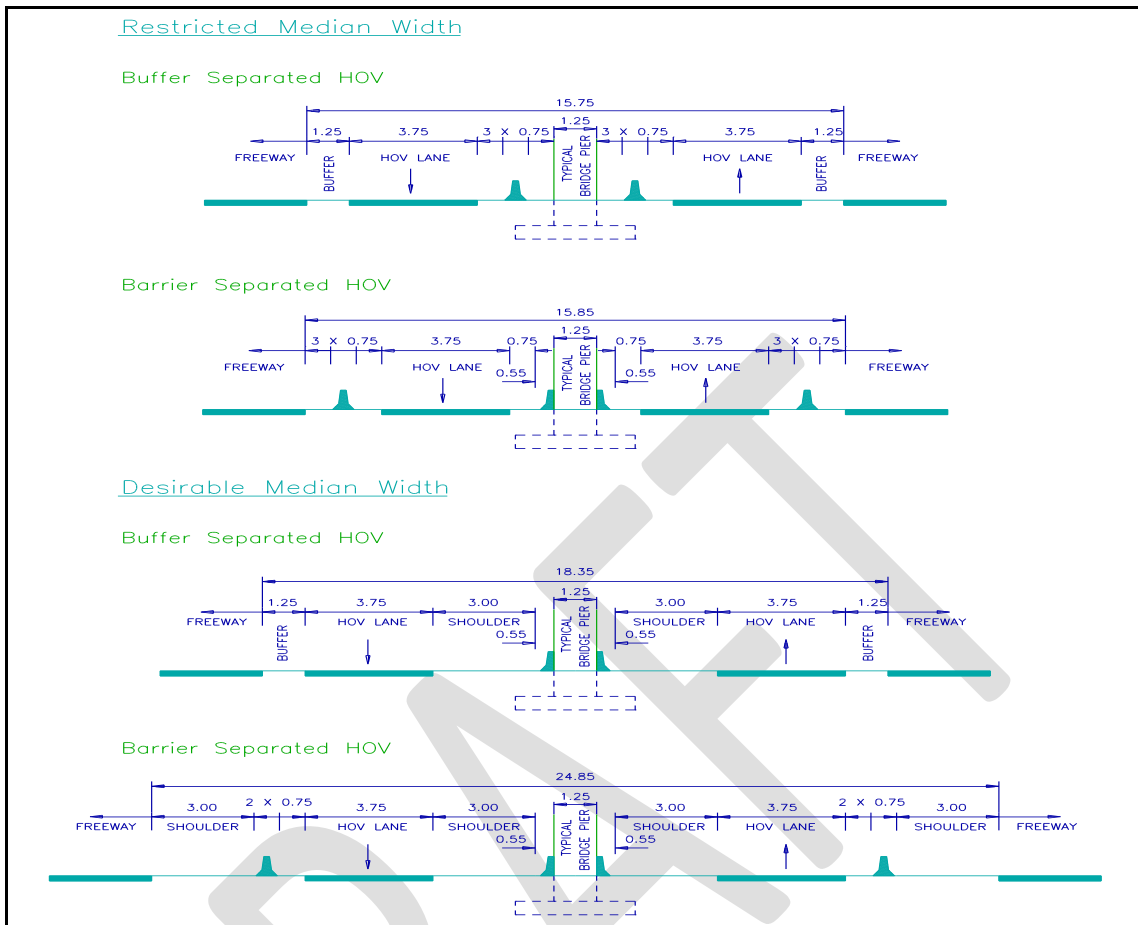 Restricted Median Width
Buffer Separated HOV
15.75
1.25
1.25 3.75 3 X 0.75 3 X 0.75 3.75 1.25
FREEWAY BUFFER HOV LANE TYPICAL BRIDGE PIER HOV LANE BUFFER FREEWAY
Barrier Separated HOV
15.85
1.25
3 X 0.75 3.75 0.75 0.75 3.75 3 X 0.75
FREEWAY HOV LANE 0.55 TYPICAL BRIDGE PIER 0.55 HOV LANE FREEWAY
Desirable Median Width
Buffer Separated HOV
18.35
1.25
1.25 3.75 3.00 3.00 3.75 1.25
FREEWAY BUFFER HOV LANE SHOULDER 0.55 TYPICAL BRIDGE PIER 0.55 SHOULDER HOV LANE BUFFER FREEWAY
Barrier Separated HOV
24.85
1.25
3.00 2 X 0.75 3.75 3.00 3.00 3.75 2 X 0.75 3.00
FREEWAY SHOULDER HOV LANE SHOULDER 0.55 TYPICAL BRIDGE PIER 0.55 SHOULDER HOV LANE SHOULDER FREEWAY
DRAFT